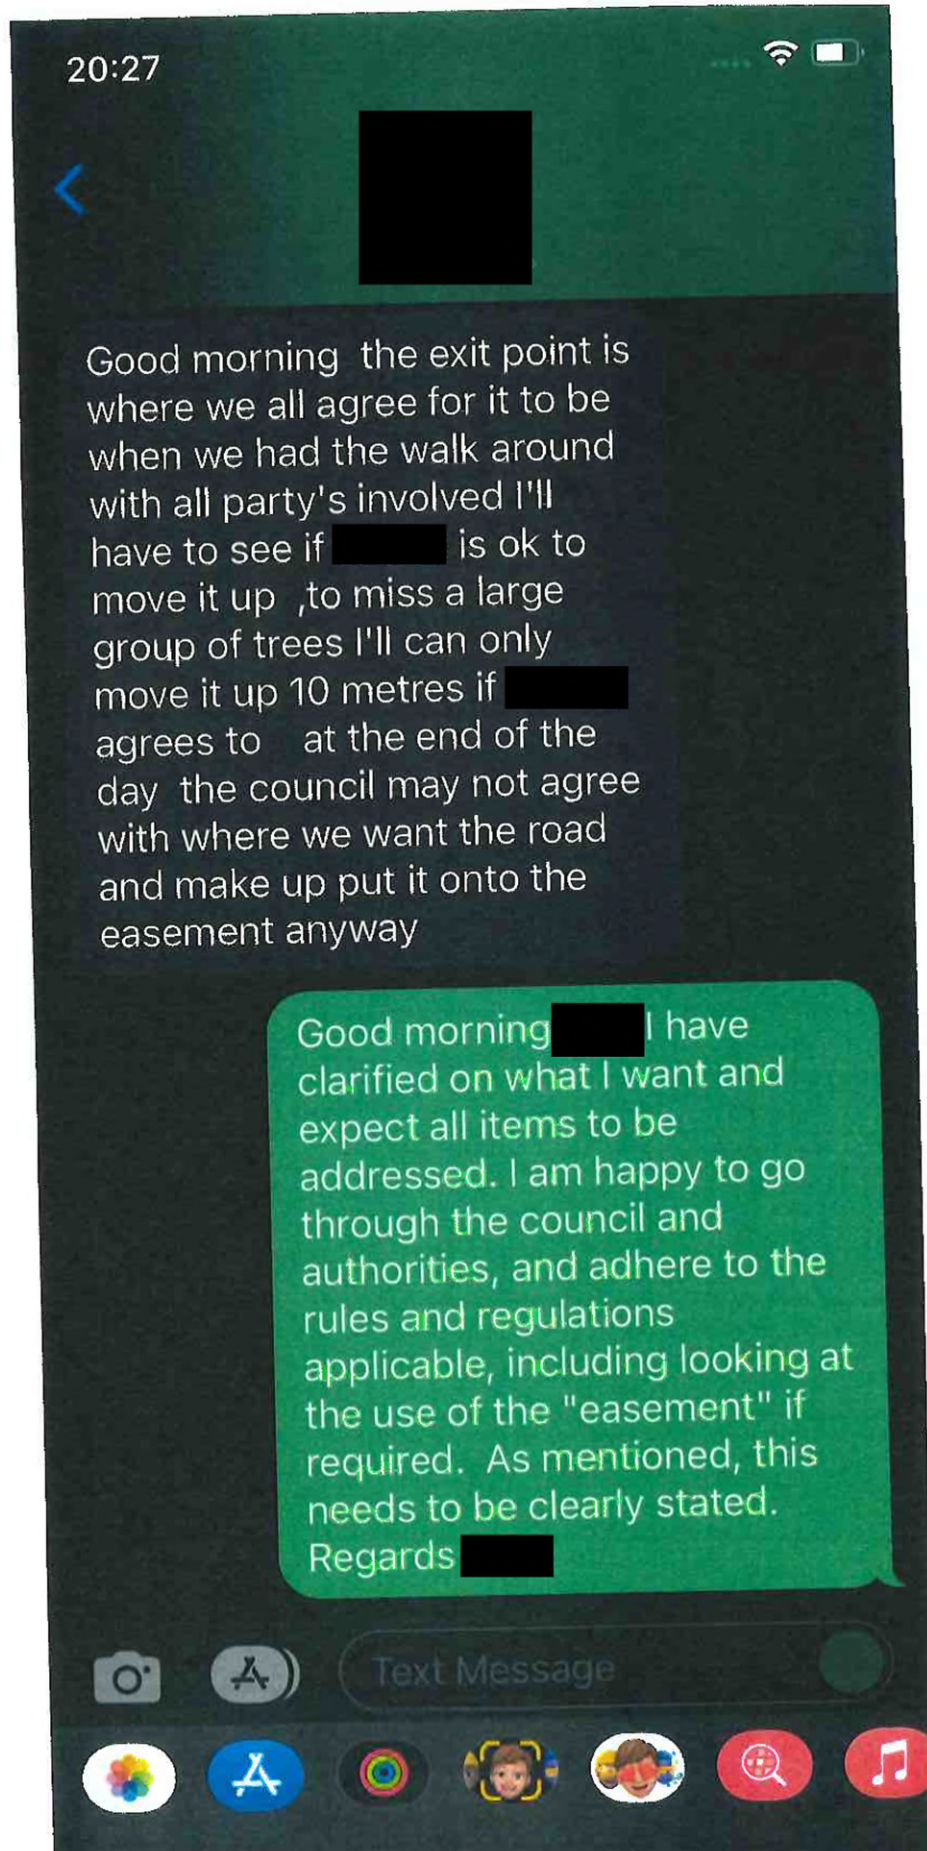 20:27
Good morning  the exit point is
where we all agree for it to be
when we had the walk around
with all party's involved I'll
have to see if is ok to
move it up  ,to miss a large
group of trees I'll can only
move it up 10 metres if
agrees to    at the end of the
day  the council may not agree
with where we want the road
and make up put it onto the
easement anyway
Good morning I have
clarified on what I want and
expect all items to be
addressed. I am happy to go
through the council and
authorities, and adhere to the
rules and regulations
applicable, including looking at
the use of the "easement" if
required.  As mentioned, this
needs to be clearly stated.
Regards
Text Message